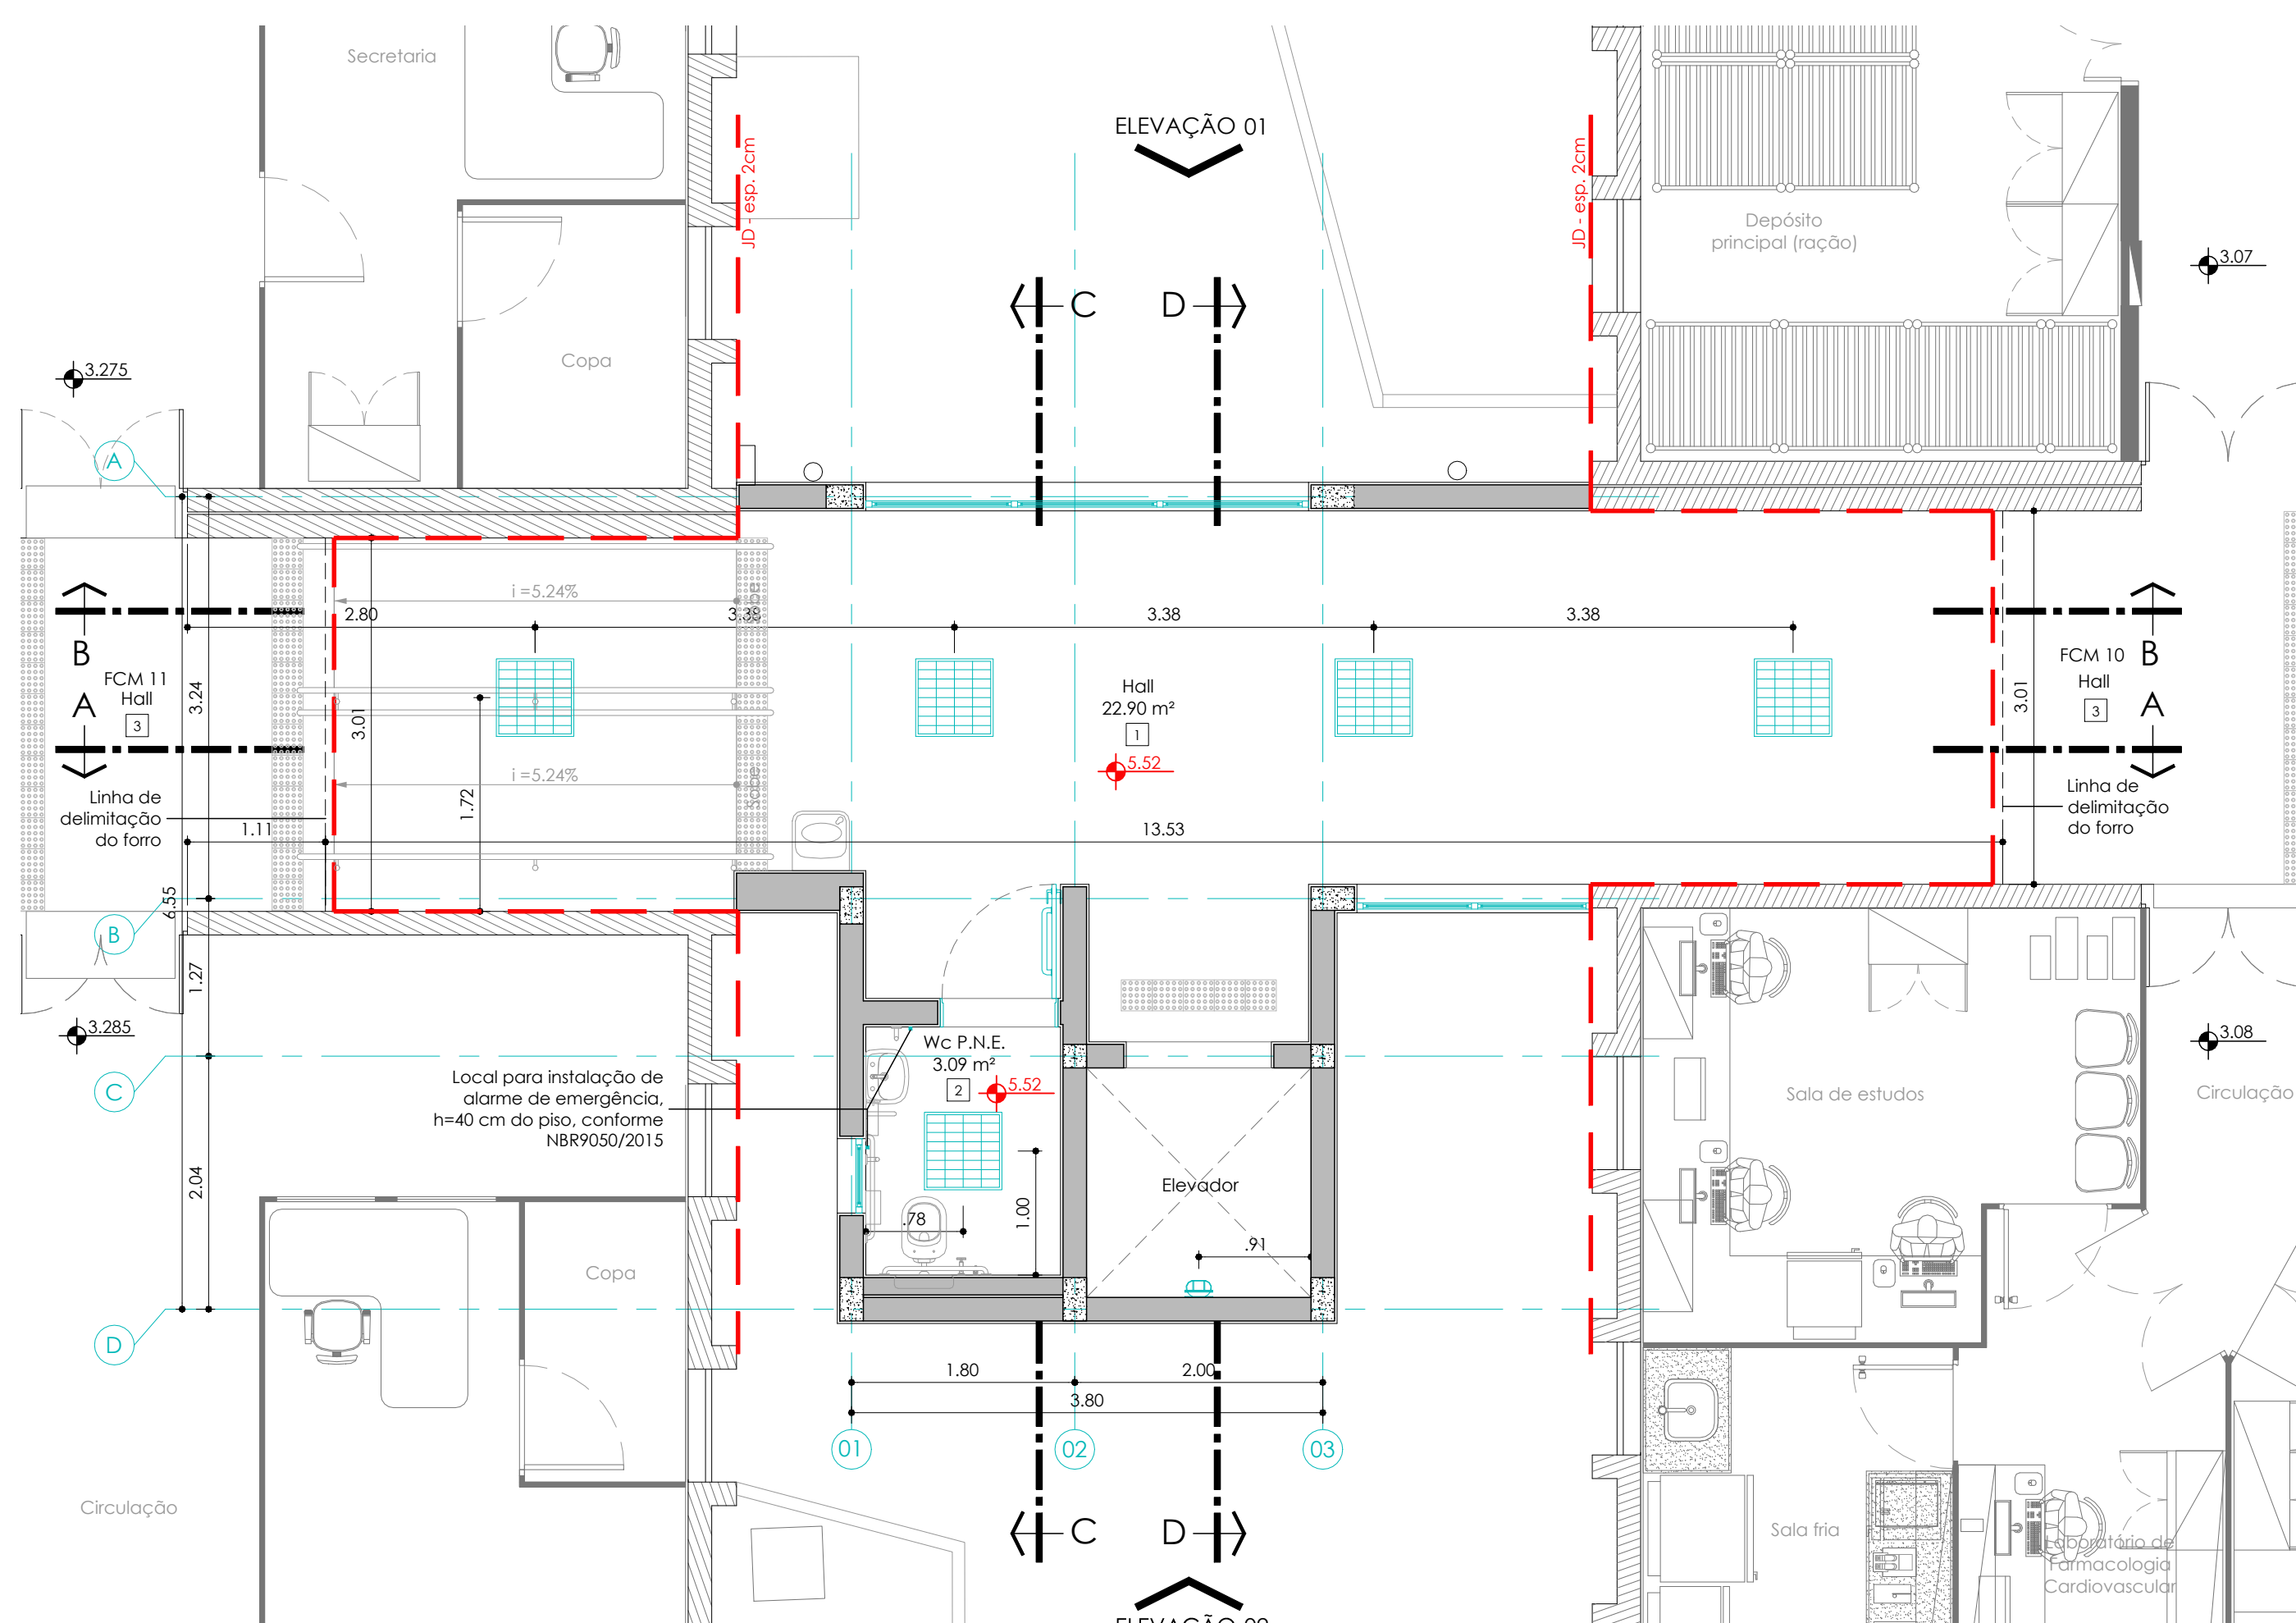 Secretaria
ELEVAÇÃO 01
JD - esp. 2cm
JD - esp. 2cm
Depósito
principal (ração)
3.07
C
D
Copa
3.275
A
i =5.24%
2.80
3.38
3.38
3.38
sobe
B
FCM 11
Hall
3
A
3.24
3.01
Hall
22.90 m²
1
5.52
FCM 10
Hall
3
B
A
3.01
i =5.24%
sobe
1.72
Linha de
delimitação
do forro
1.11
13.53
Linha de
delimitação
do forro
6.55
B
1.27
3.285
Wc P.N.E.
3.09 m²
2
5.52
3.08
C
Local para instalação de
alarme de emergência,
h=40 cm do piso, conforme
NBR9050/2015
Sala de estudos
Circulação
2.04
Elevador
.78
1.00
.91
Copa
D
1.80
2.00
3.80
01
02
03
Circulação
C
D
Sala fria
Laboratório de
Farmacologia
Cardiovascular
ELEVAÇÃO 02